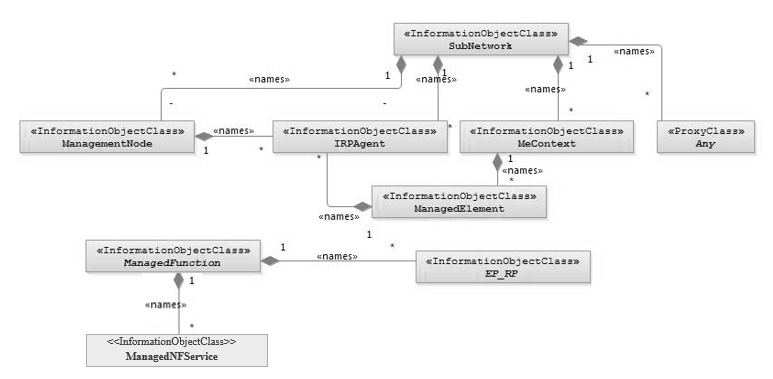 «InformationObjectClass»
SubNetwork
1
«names»
*
-
1
«names»
-
*
1
«names»
*
1
«names»
*
«InformationObjectClass»
ManagementNode
«names»
1
*
«InformationObjectClass»
IRPAgent
*
«InformationObjectClass»
MeContext
1
«names»
*
«ProxyClass»
Any
«InformationObjectClass»
ManagedElement
«names»
1
«InformationObjectClass»
ManagedFunction
1
«names»
*
«InformationObjectClass»
EP_RP
1
«names»
*
<<InformationObjectClass>>
ManagedNFService